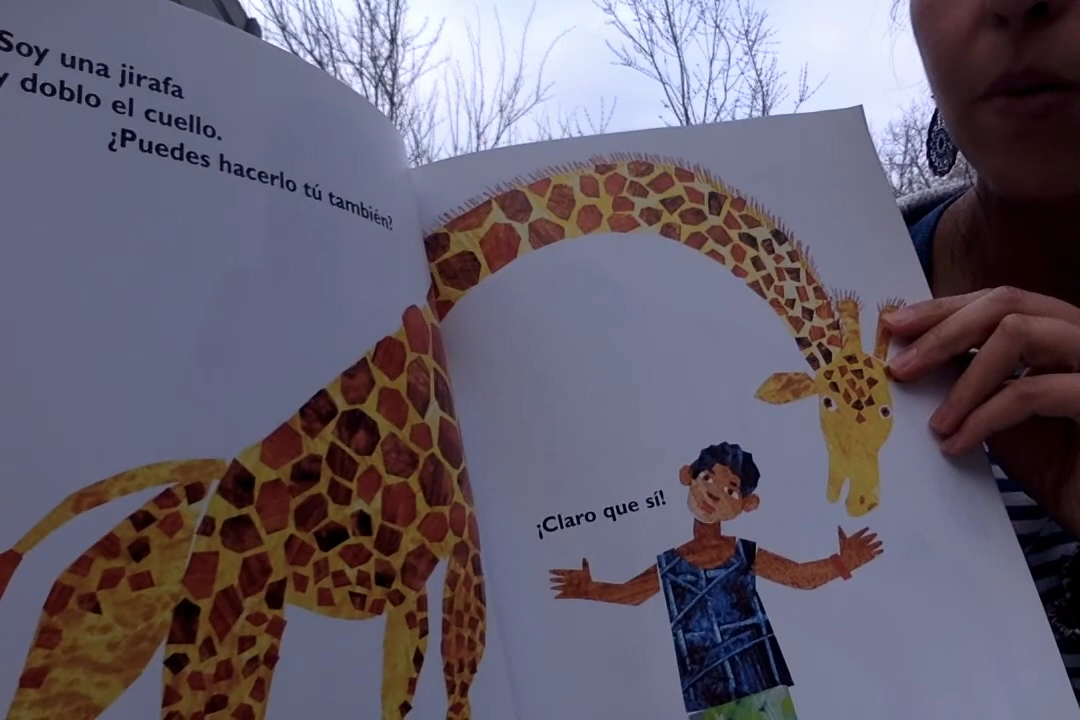 Soy una jirafa
y doblo el cuello.
¿Puedes hacerlo tú también?
¡Claro que sí!